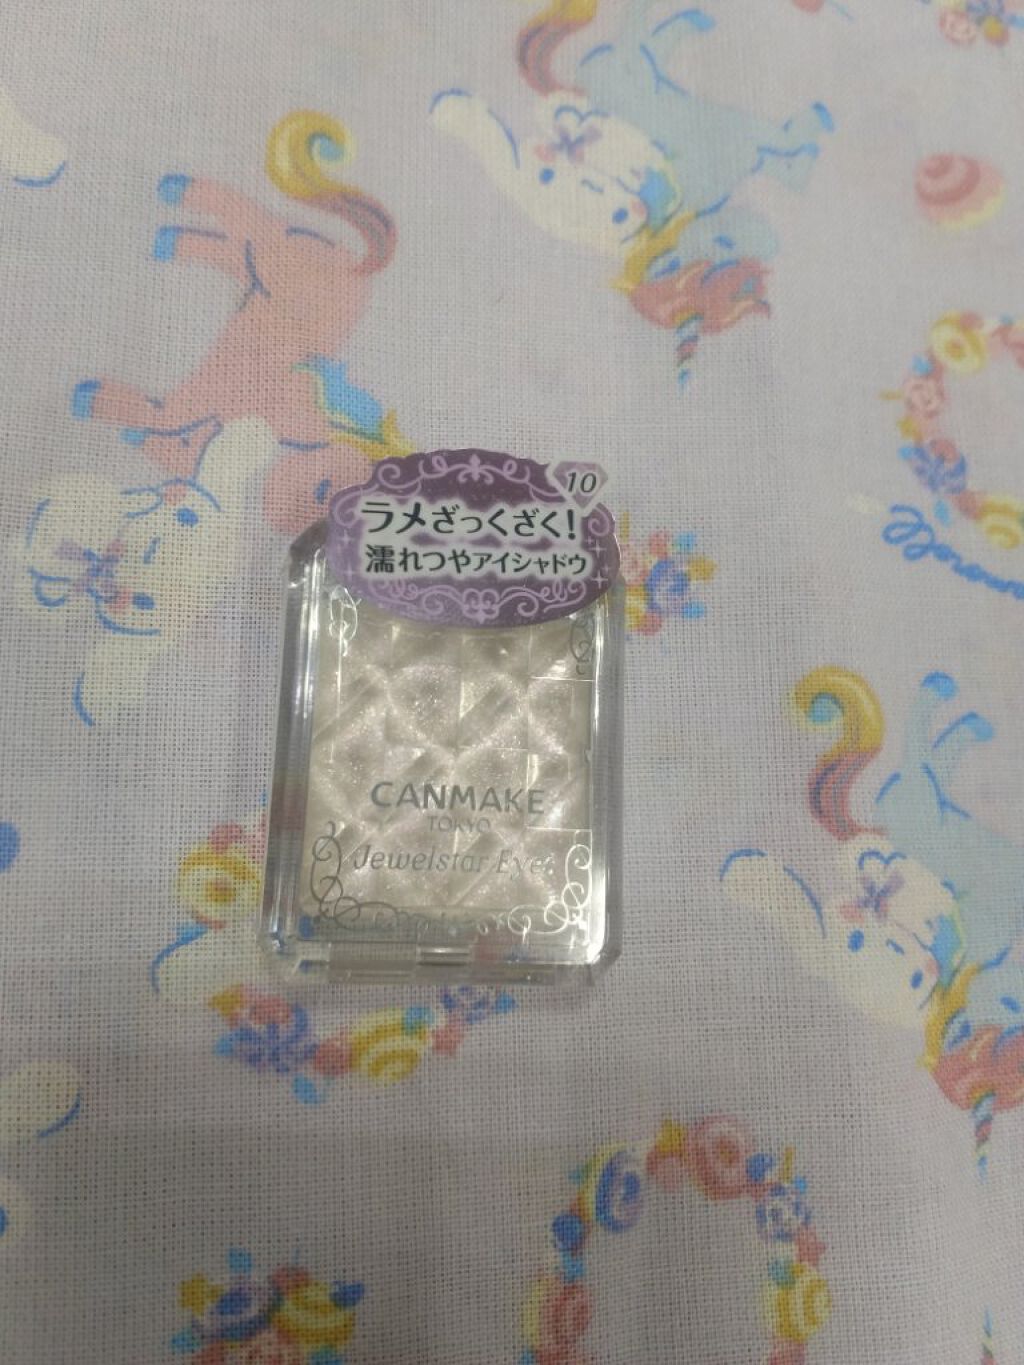 10
ラメざっくざく!
濡れつやアイシャドウ
CANMAKE
TOKYO
Jewelstar Eyes